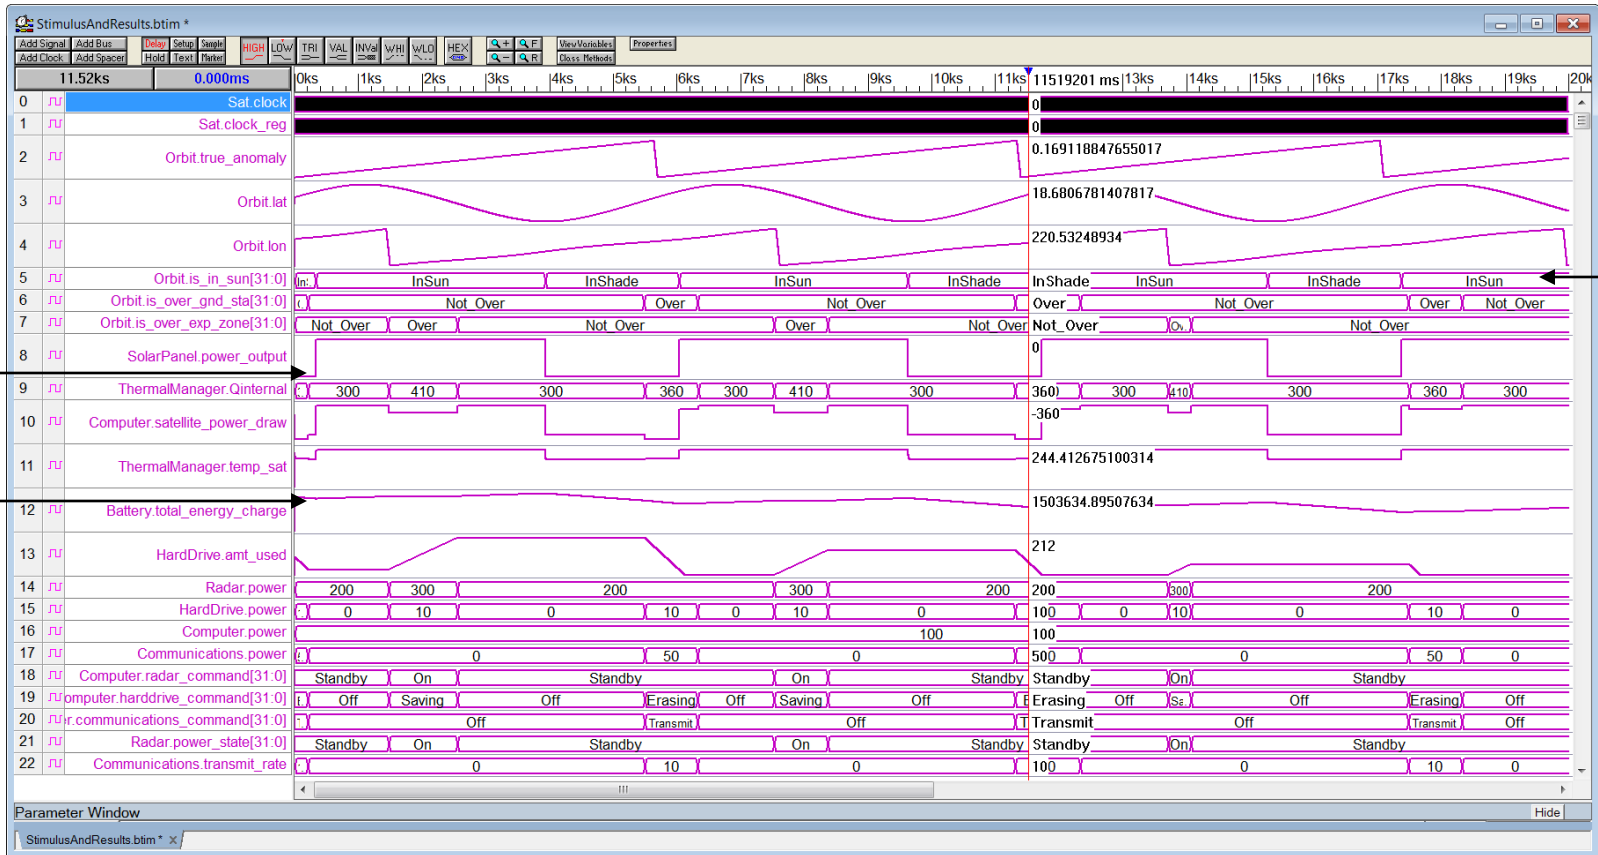 StimulusAndResults.btim *
Add Signal Add Bus Delay Setup Sample HIGH LOW TRI VAL INVal WHI WLO HEX + F View Variables Properties
Add Clock Add Spacer Hold Text Marker - R Class Methods
11.52ks 0.000ms 0ks 1ks 2ks 3ks 4ks 5ks 6ks 7ks 8ks 9ks 10ks 11ks 11519201 ms 13ks 14ks 15ks 16ks 17ks 18ks 19ks 20k
0 Sat.clock 0
1 Sat.clock_reg 0
2 Orbit.true_anomaly 0.169118847655017
3 Orbit.lat 18.6806781407817
4 Orbit.lon 220.53248934
5 Orbit.is_in_sun[31:0] In: InSun InShade InSun InShade InShade InSun InShade InSun
6 Orbit.is_over_gnd_sta[31:0] Not_Over Over Not_Over Over Not_Over Over Not_Over
7 Orbit.is_over_exp_zone[31:0] Not_Over Over Not_Over Over Not_Over Not_Over Ov. Not_Over
8 SolarPanel.power_output 0
9 ThermalManager.Qinternal 300 410 300 360 300 410 300 360 300 410 300 360 300
10 Computer.satellite_power_draw -360
11 ThermalManager.temp_sat 244.412675100314
12 Battery.total_energy_charge 1503634.89507634
13 HardDrive.amt_used 212
14 Radar.power 200 300 200 300 200 200 300 200
15 HardDrive.power 0 10 0 10 0 10 0 10 0 10 0 10 0
16 Computer.power 100 100
17 Communications.power 0 50 0 50 0 50 0
18 Computer.radar_command[31:0] Standby On Standby On Standby Standby On Standby
19 omputer.harddrive_command[31:0] Off Saving Off Erasing Off Saving Off E Erasing Off Sa. Off Erasing Off
20 r.communications_command[31:0] Off Transmit Off T Transmit Off Transmit Off
21 Radar.power_state[31:0] Standby On Standby On Standby Standby On Standby
22 Communications.transmit_rate 0 10 0 10 0 10 0
Parameter Window Hide
StimulusAndResults.btim *